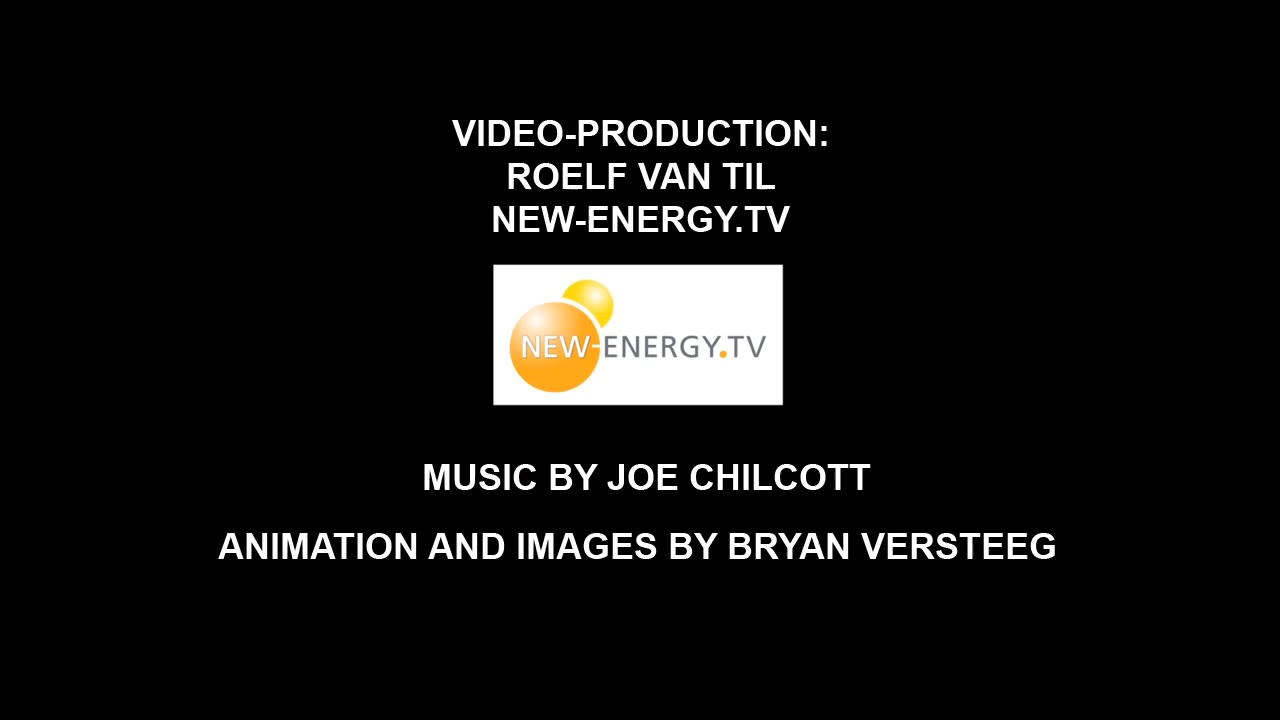 VIDEO-PRODUCTION:
ROELF VAN TIL
NEW-ENERGY.TV
NEW-ENERGY.TV
MUSIC BY JOE CHILCOTT
ANIMATION AND IMAGES BY BRYAN VERSTEEG